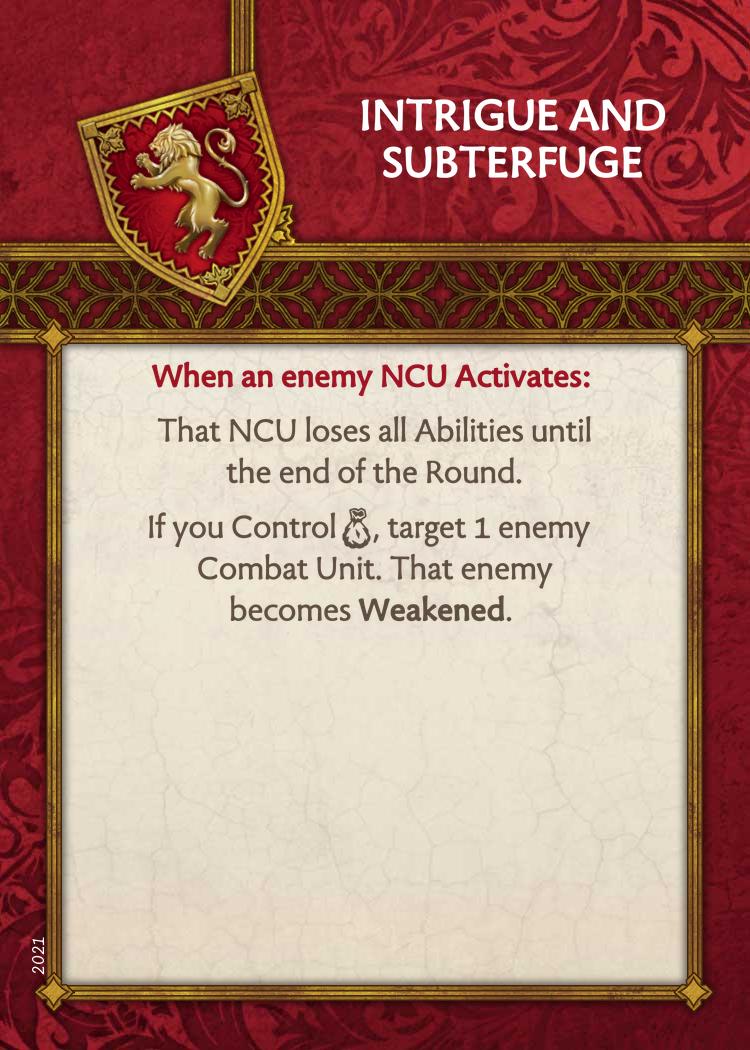 INTRIGUE AND
SUBTERFUGE
When an enemy NCU Activates:
That NCU loses all Abilities until
the end of the Round.
If you Control , target 1 enemy
Combat Unit. That enemy
becomes Weakened.
2021